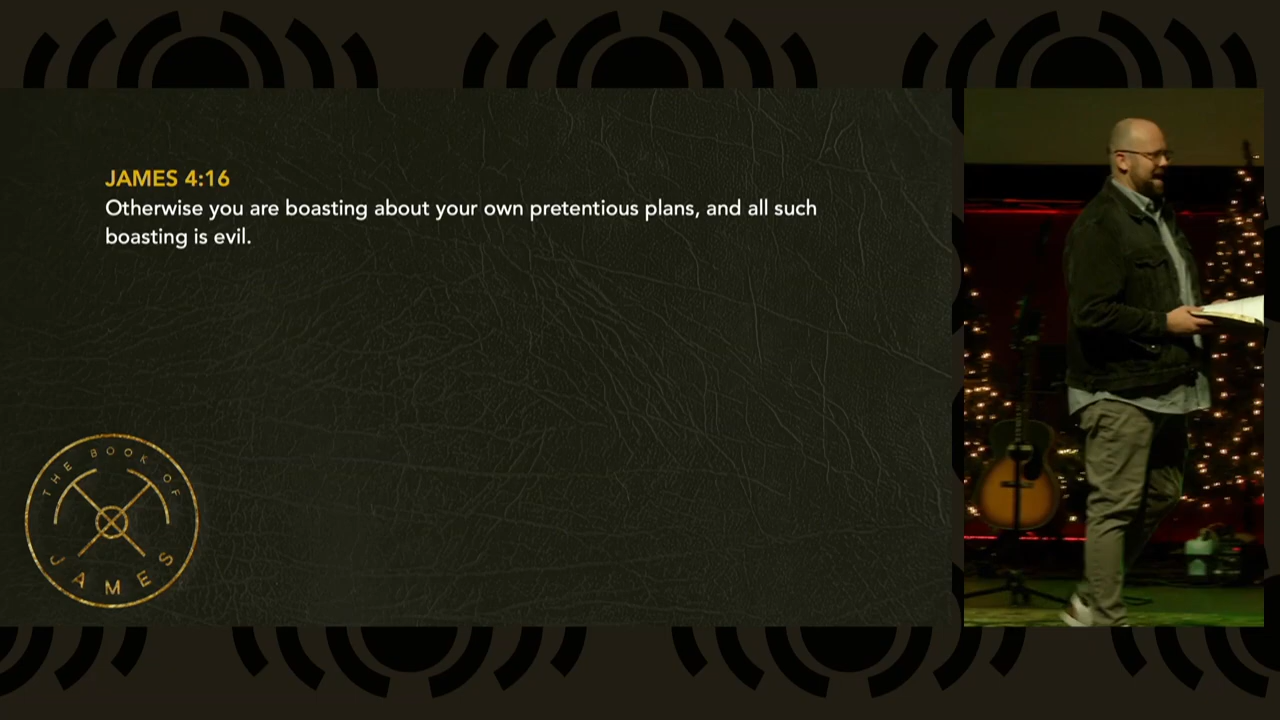 JAMES 4:16
Otherwise you are boasting about your own pretentious plans, and all such
boasting is evil.
THE BOOK OF
JAMES